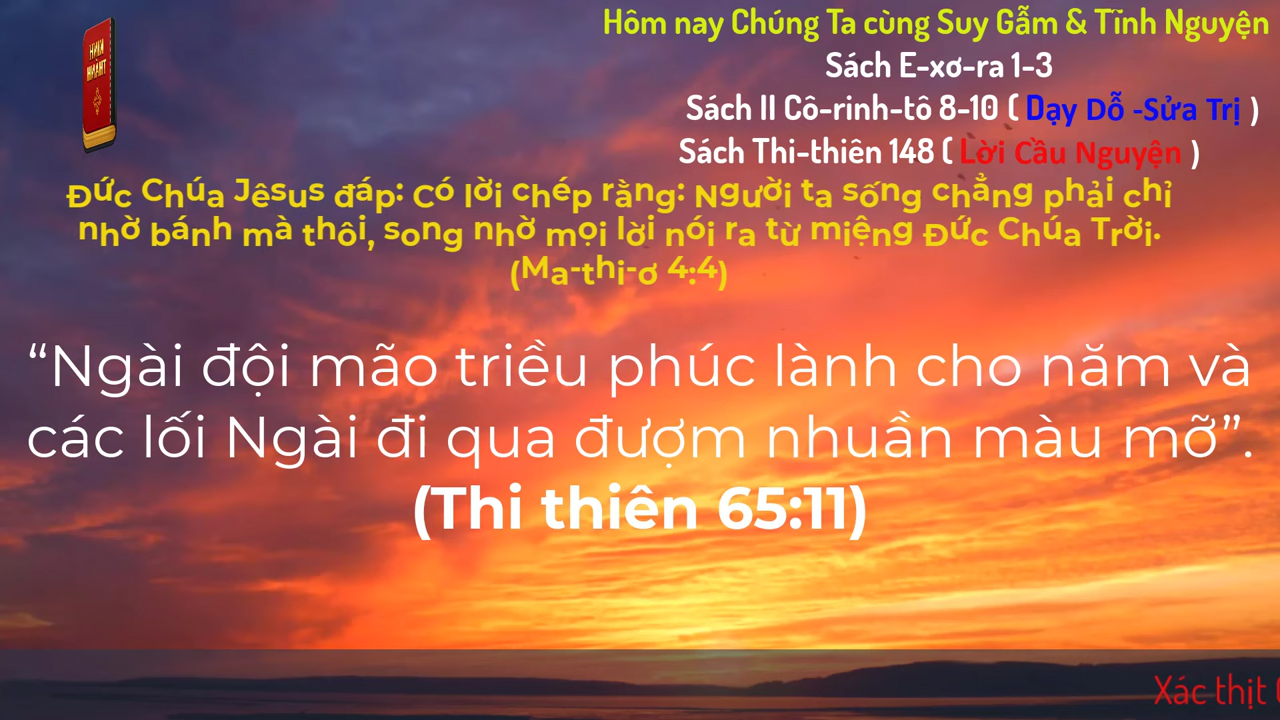 Hôm nay Chúng Ta cùng Suy Gẫm & Tĩnh Nguyện
Sách E-xơ-ra 1-3
Sách II Cô-rinh-tô 8-10 ( Dạy Dỗ -Sửa Trị )
Sách Thi-thiên 148 ( Lời Cầu Nguyện )
Đức Chúa Jêsus đáp: Có lời chép rằng: Người ta sống chẳng phải chỉ
nhờ bánh mà thôi, song nhờ mọi lời nói ra từ miệng Đức Chúa Trời.
(Ma-thi-ơ 4:4)
“Ngài đội mão triều phúc lành cho năm và
các lối Ngài đi qua đượm nhuần màu mỡ”.
(Thi thiên 65:11)
Xác thịt